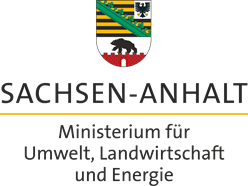 SACHSEN-ANHALT
Ministerium für
Umwelt, Landwirtschaft
und Energie